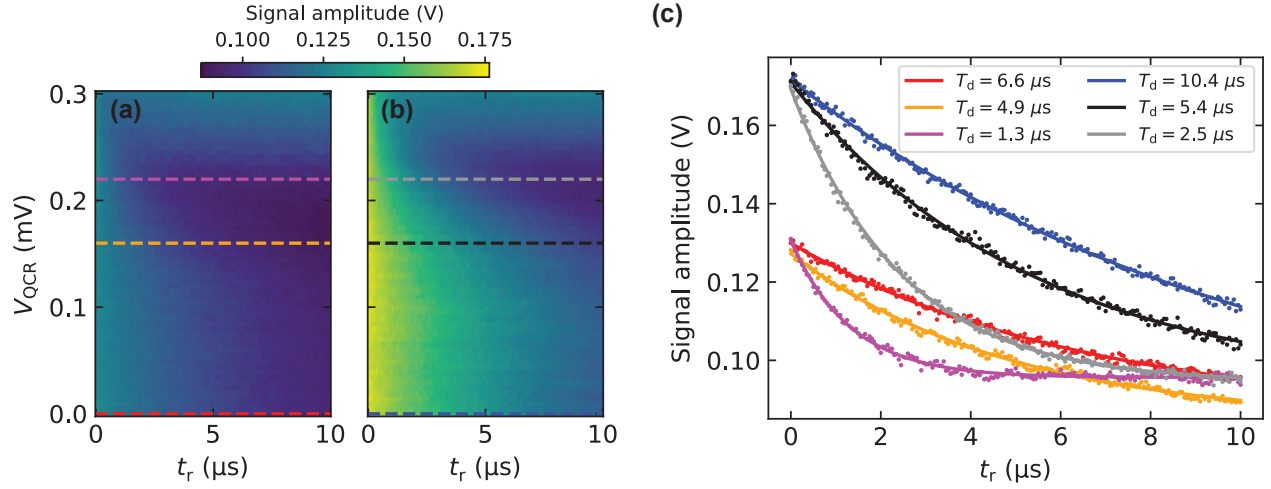 Signal amplitude (V)
0.100 0.125 0.150 0.175
(a)
(b)
0.3
0.2
0.1
0.0
V_QCR (mV)
0 5 10
0 5 10
t_r (μs)
t_r (μs)
(c)
T_d = 6.6 μs
T_d = 4.9 μs
T_d = 1.3 μs
T_d = 10.4 μs
T_d = 5.4 μs
T_d = 2.5 μs
Signal amplitude (V)
0.16
0.14
0.12
0.10
0 2 4 6 8 10
t_r (μs)